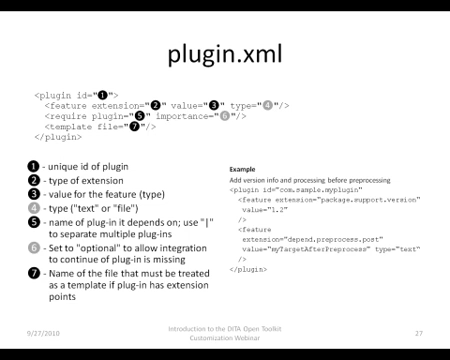 plugin.xml
<plugin id="❶">
<feature extension="❷" value="❸" type="④"/>
<require plugin="❺" importance="⑥"/>
<template file="❼"/>
</plugin>
❶ - unique id of plugin
❷ - type of extension
❸ - value for the feature (type)
④ - type ("text" or "file")
❺ - name of plug-in it depends on; use "|"
to separate multiple plug-ins
⑥ - Set to "optional" to allow integration
to continue of plug-in is missing
❼ - Name of the file that must be treated
as a template if plug-in has extension
points
Example
Add version info and processing before preprocessing
<plugin id="com.sample.myplugin"
<feature extension="package.support.version"
value="1.2"
/>
<feature
extension="depend.preprocess.post"
value="myTargetAfterPreprocess" type="text"
/>
</plugin>
9/27/2010
Introduction to the DITA Open Toolkit
Customization Webinar
27